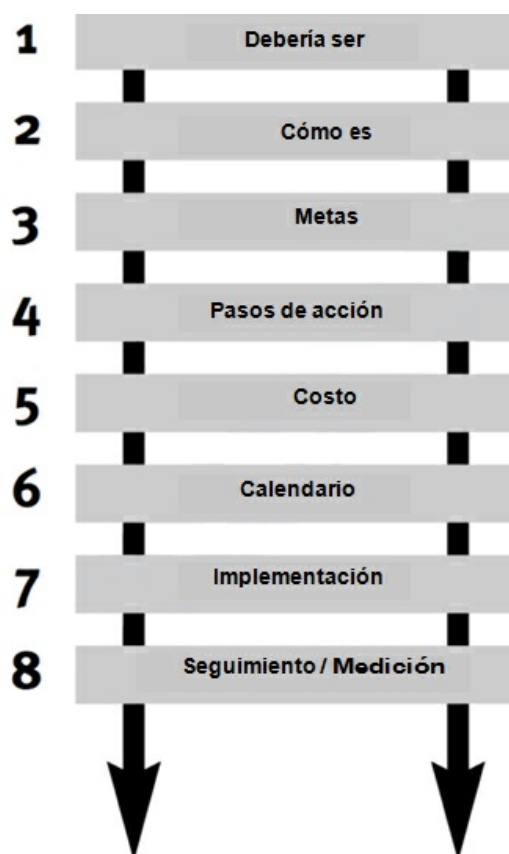 1 Debería ser
2 Cómo es
3 Metas
4 Pasos de acción
5 Costo
6 Calendario
7 Implementación
8 Seguimiento / Medición